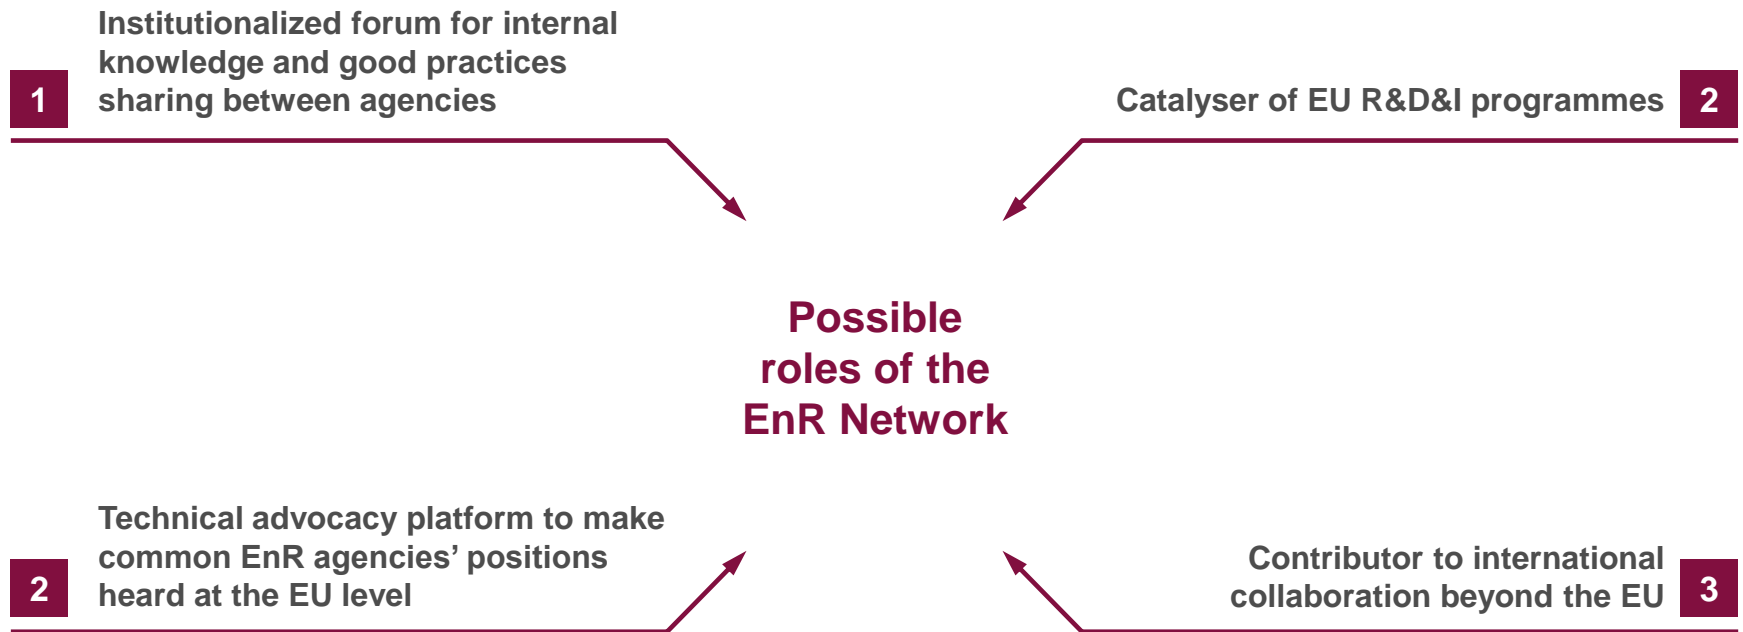 1
Institutionalized forum for internal
knowledge and good practices
sharing between agencies
Catalyser of EU R&D&I programmes
2
Possible
roles of the
EnR Network
2
Technical advocacy platform to make
common EnR agencies’ positions
heard at the EU level
Contributor to international
collaboration beyond the EU
3